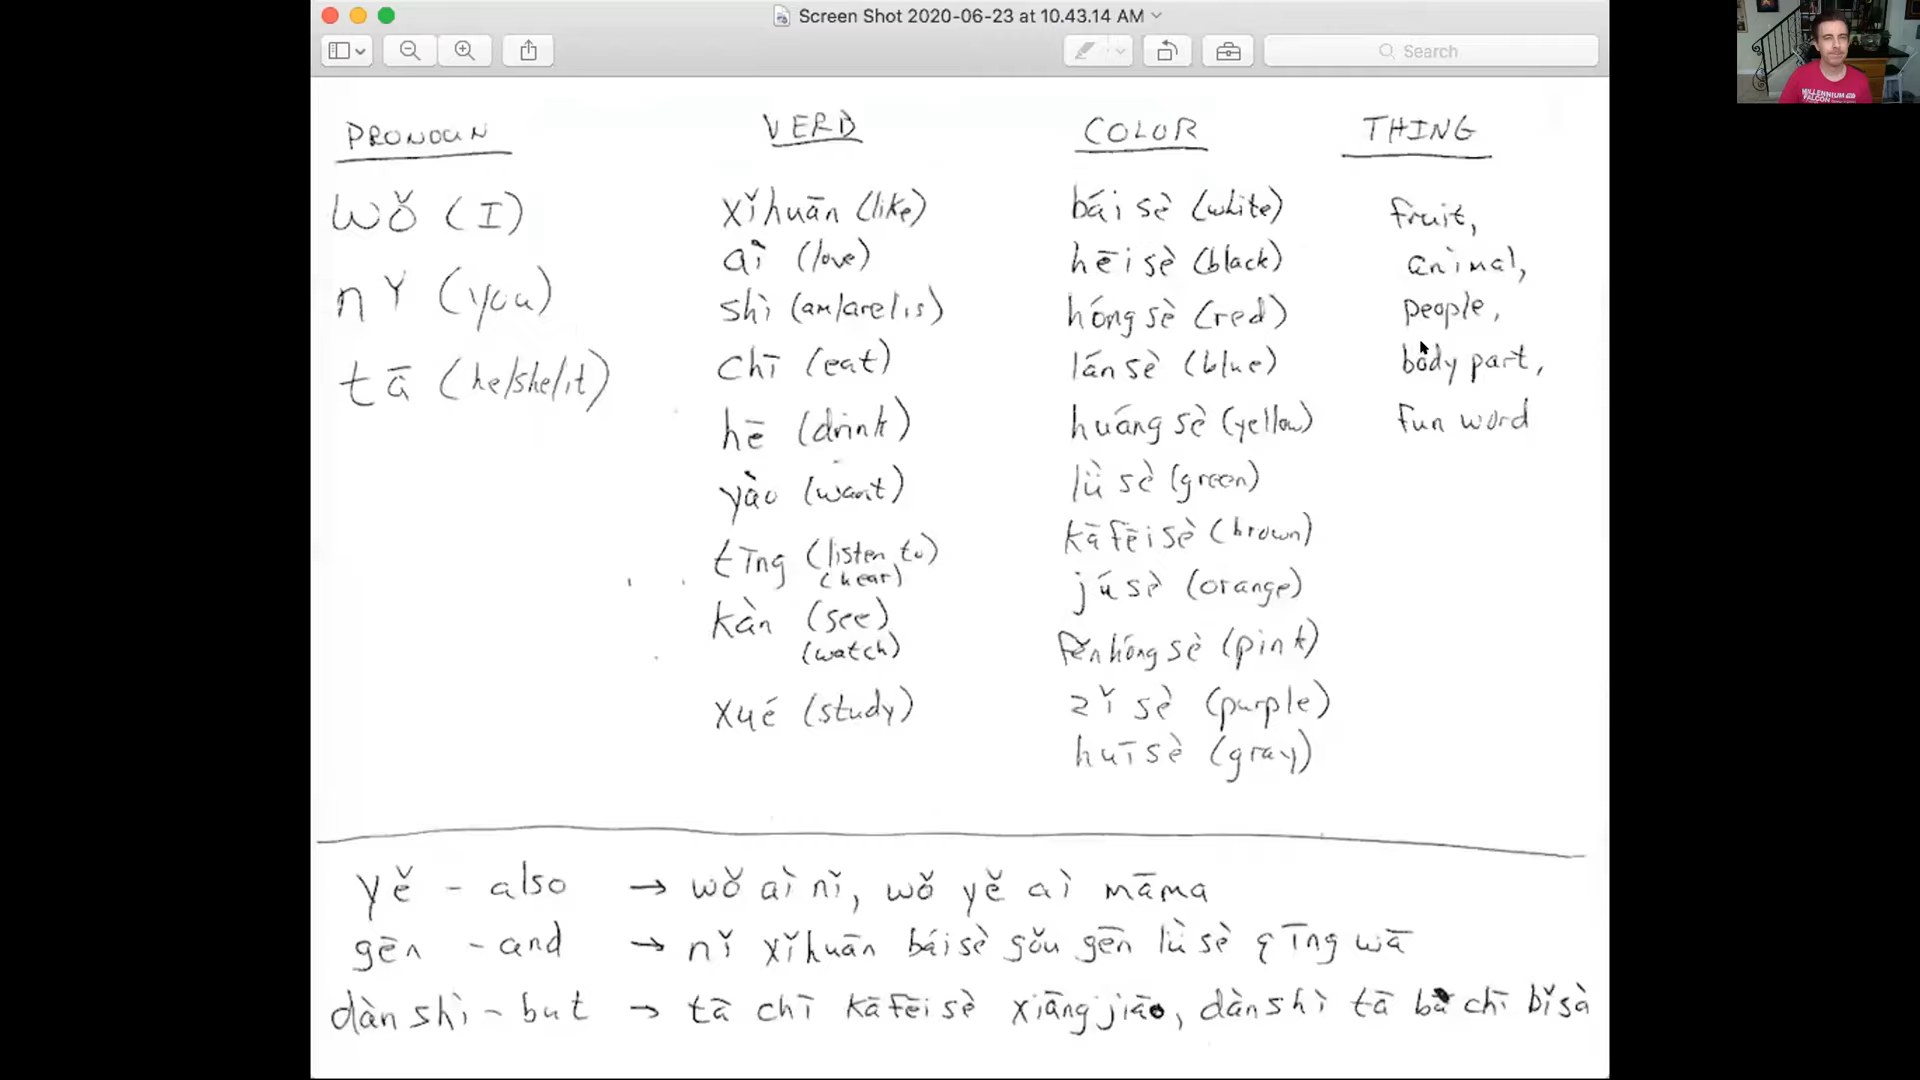 Screen Shot 2020-06-23 at 10.43.14 AM
Search
MILLENNIUM
FALCON
PRONOUN VERB COLOR THING
wǒ (I) xǐhuān (like) báisè (white) fruit,
nǐ (you) aì (love) hēisè (black) animal,
tā (he/she/it) shì (am/are/is) hóngsè (red) people,
chī (eat) lánsè (blue) body part,
hē (drink) huángsè (yellow) fun word
yào (want) lǜsè (green)
tīng (listen to) kāfēisè (brown)
(hear)
kàn (see) júsè (orange)
(watch) fěnhóngsè (pink)
xué (study) zǐsè (purple)
huīsè (gray)
yě - also → wǒ aì nǐ, wǒ yě aì māma
gēn - and → nǐ xǐhuān báisè gǒu gēn lǜsè qīngwā
dànshì - but → tā chī kāfēisè xiāngjiāo, dànshì tā chī bǐsà